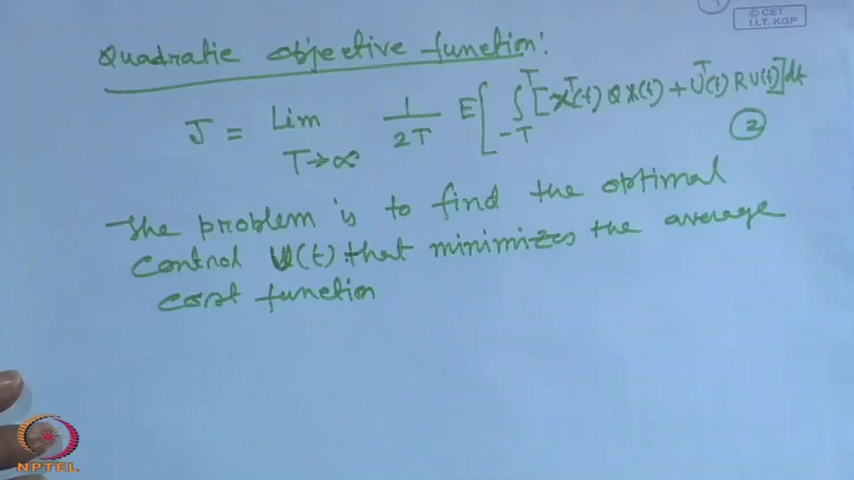 © CET
I.I.T. KGP
Quadratic objective function:
J = Lim T→∞ 1/2T E[ ∫_{-T}^{T} [x^T(t) Q x(t) + U^T(t) R U(t)] dt
②
The problem is to find the optimal
control U(t) that minimizes the average
cost function
NPTEL